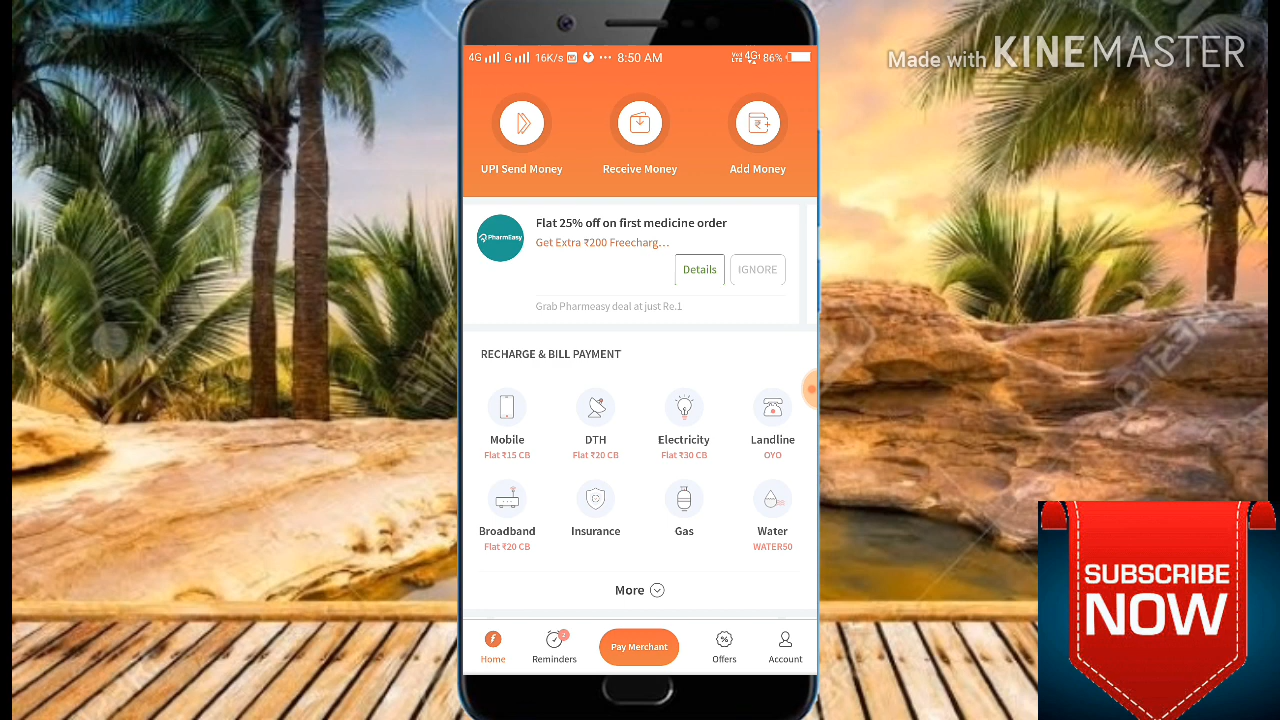 Made with KINEMASTER
4G G 16K/s ••• 8:50 AM VoLTE 4G 86%
UPI Send Money Receive Money Add Money
PharmEasy
Flat 25% off on first medicine order
Get Extra ₹200 Freecharg...
Details IGNORE
Grab Pharmeasy deal at just Re.1
RECHARGE & BILL PAYMENT
Mobile DTH Electricity Landline
Flat ₹15 CB Flat ₹20 CB Flat ₹30 CB OYO
Broadband Insurance Gas Water
Flat ₹20 CB WATER50
More
Home Reminders Pay Merchant Offers Account
SUBSCRIBE
NOW